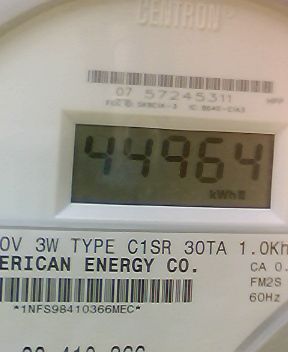 CENTRON
07 57245311
44964
kWh
0V 3W TYPE C1SR 30TA 1.0Kh
ERICAN ENERGY CO.
CA 0.
FM2S
60Hz
*1NFS98410366MEC*